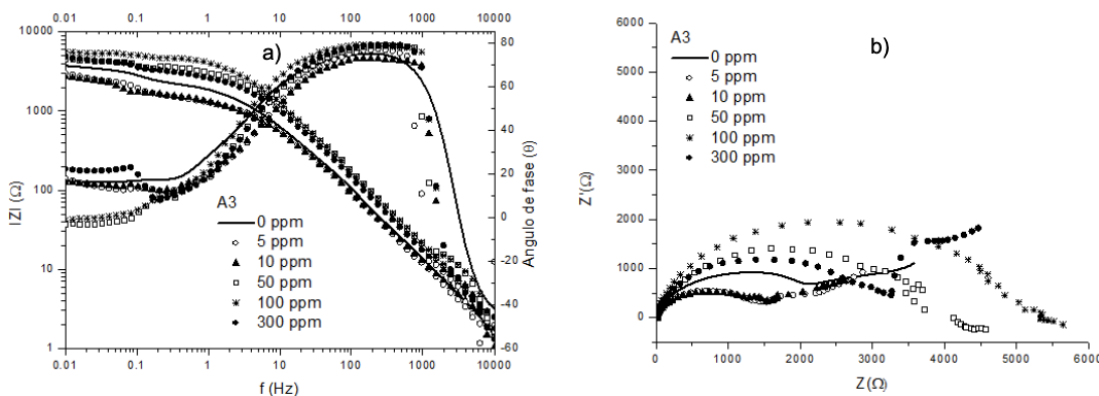 0.01 0.1 1 10 100 1000 10000
10000 1000 100 10 1
|Z| (Ω)
a)
A3
0 ppm
5 ppm
10 ppm
50 ppm
100 ppm
300 ppm
80 60 40 20 0 -20 -40 -60
Angulo de fase (θ)
0.01 0.1 1 10 100 1000 10000
f (Hz)
b)
6000 5000 4000 3000 2000 1000 0
Z'(Ω)
A3
0 ppm
5 ppm
10 ppm
50 ppm
100 ppm
300 ppm
0 1000 2000 3000 4000 5000 6000
Z(Ω)